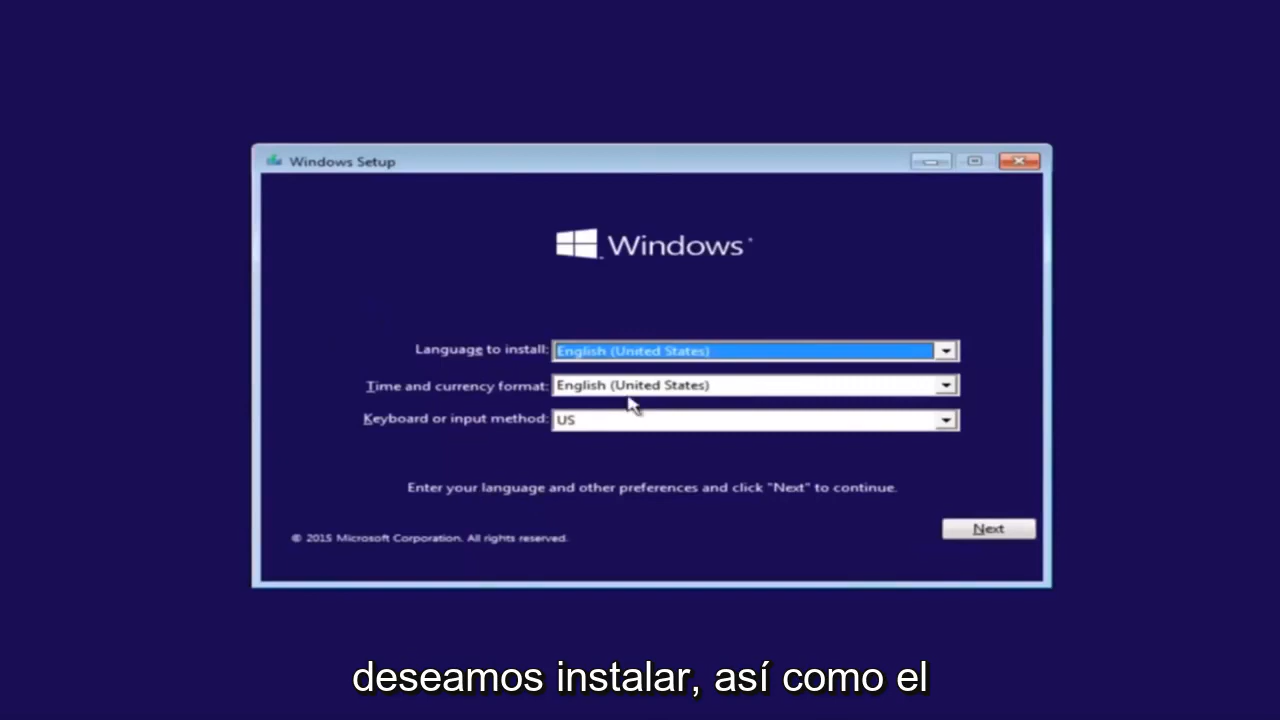 Windows Setup
Windows
Language to install: English (United States)
Time and currency format: English (United States)
Keyboard or input method: US
Enter your language and other preferences and click "Next" to continue.
Next
© 2015 Microsoft Corporation. All rights reserved.
deseamos instalar, así como el